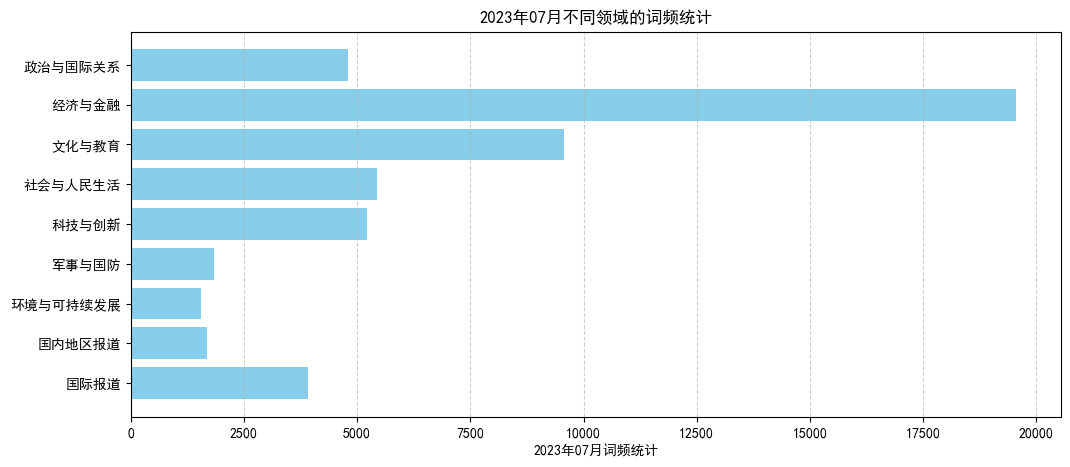 2023年07月不同领域的词频统计
政治与国际关系
经济与金融
文化与教育
社会与人民生活
科技与创新
军事与国防
环境与可持续发展
国内地区报道
国际报道
0 2500 5000 7500 10000 12500 15000 17500 20000
2023年07月词频统计